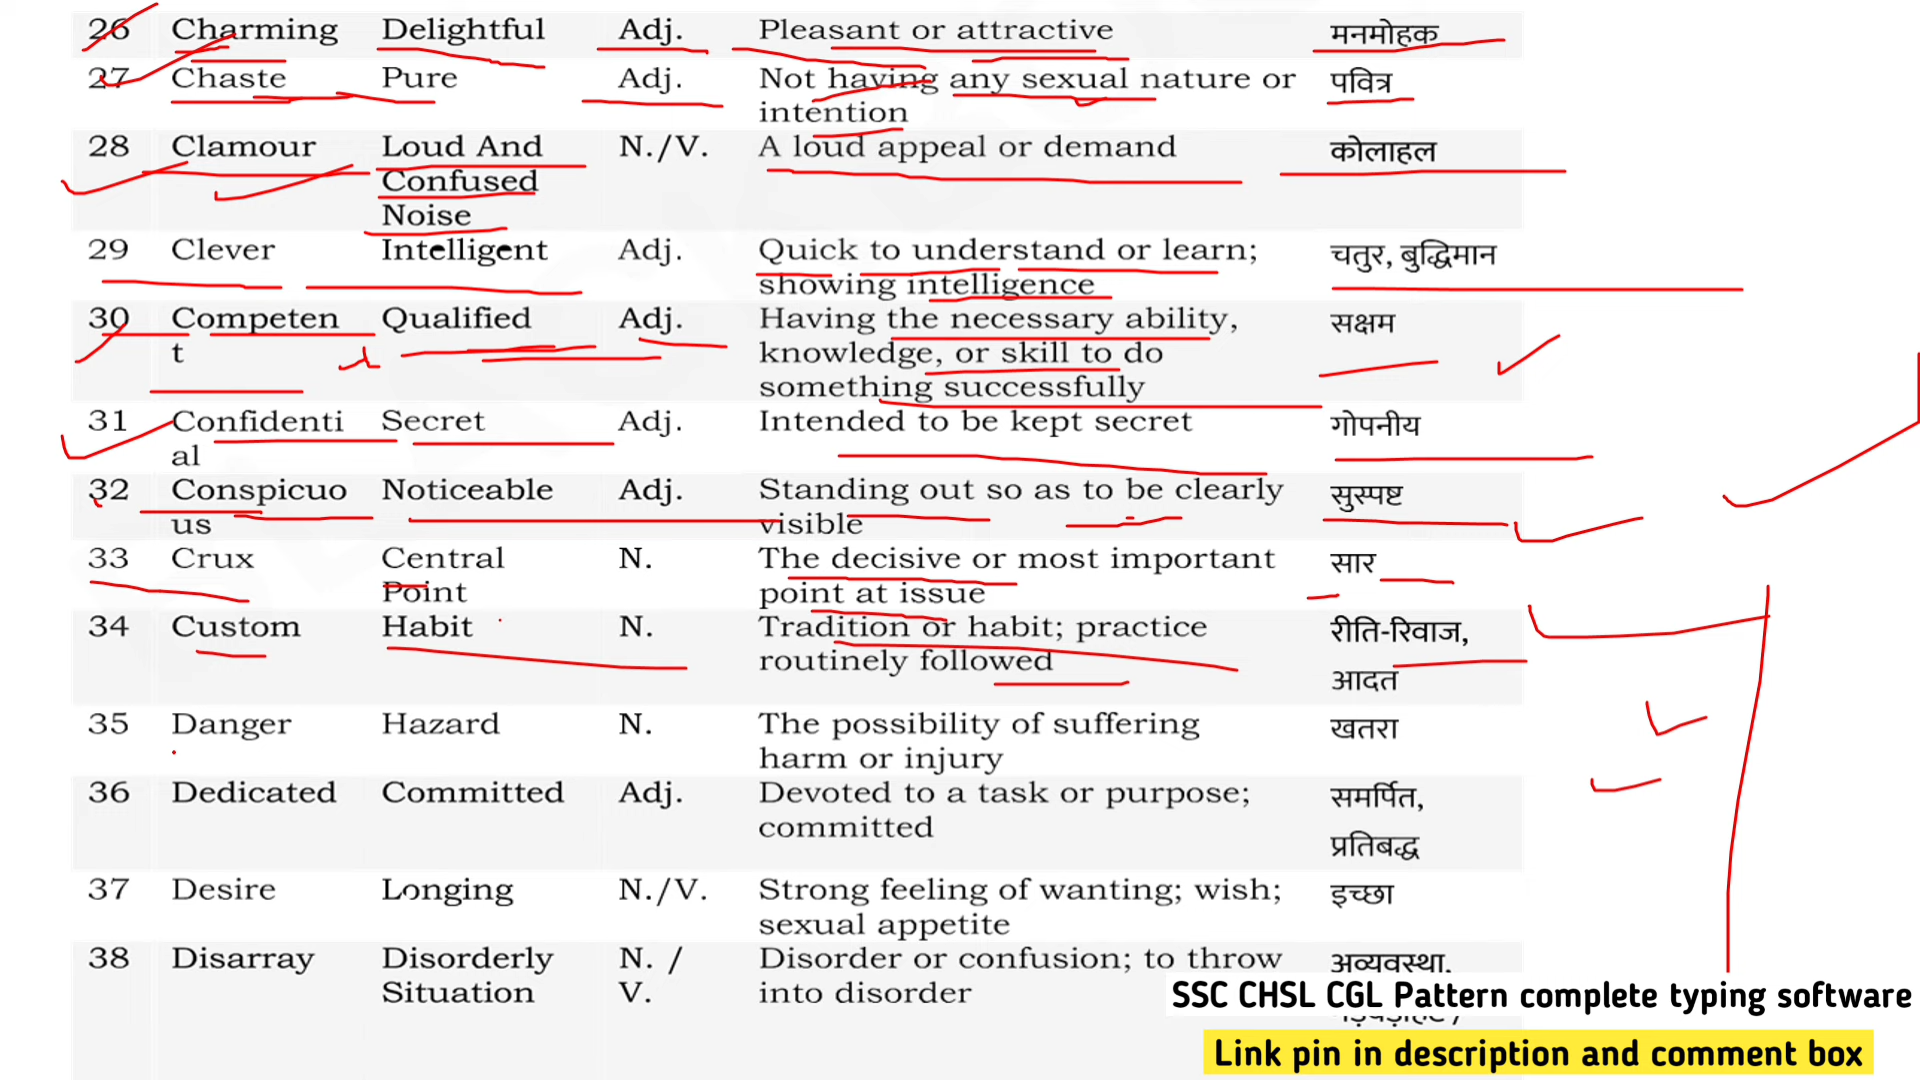 26 Charming Delightful Adj. Pleasant or attractive मनमोहक
27 Chaste Pure Adj. Not having any sexual nature or पवित्र
intention
28 Clamour Loud And N./V. A loud appeal or demand कोलाहल
Confused
Noise
29 Clever Intelligent Adj. Quick to understand or learn; चतुर, बुद्धिमान
showing intelligence
30 Competen Qualified Adj. Having the necessary ability, सक्षम
t knowledge, or skill to do
something successfully
31 Confidenti Secret Adj. Intended to be kept secret गोपनीय
al
32 Conspicuo Noticeable Adj. Standing out so as to be clearly सुस्पष्ट
us visible
33 Crux Central N. The decisive or most important सार
Point point at issue
34 Custom Habit N. Tradition or habit; practice रीति-रिवाज,
routinely followed आदत
35 Danger Hazard N. The possibility of suffering खतरा
harm or injury
36 Dedicated Committed Adj. Devoted to a task or purpose; समर्पित,
committed प्रतिबद्ध
37 Desire Longing N./V. Strong feeling of wanting; wish; इच्छा
sexual appetite
38 Disarray Disorderly N. / Disorder or confusion; to throw अव्यवस्था,
Situation V. into disorder
SSC CHSL CGL Pattern complete typing software
Link pin in description and comment box